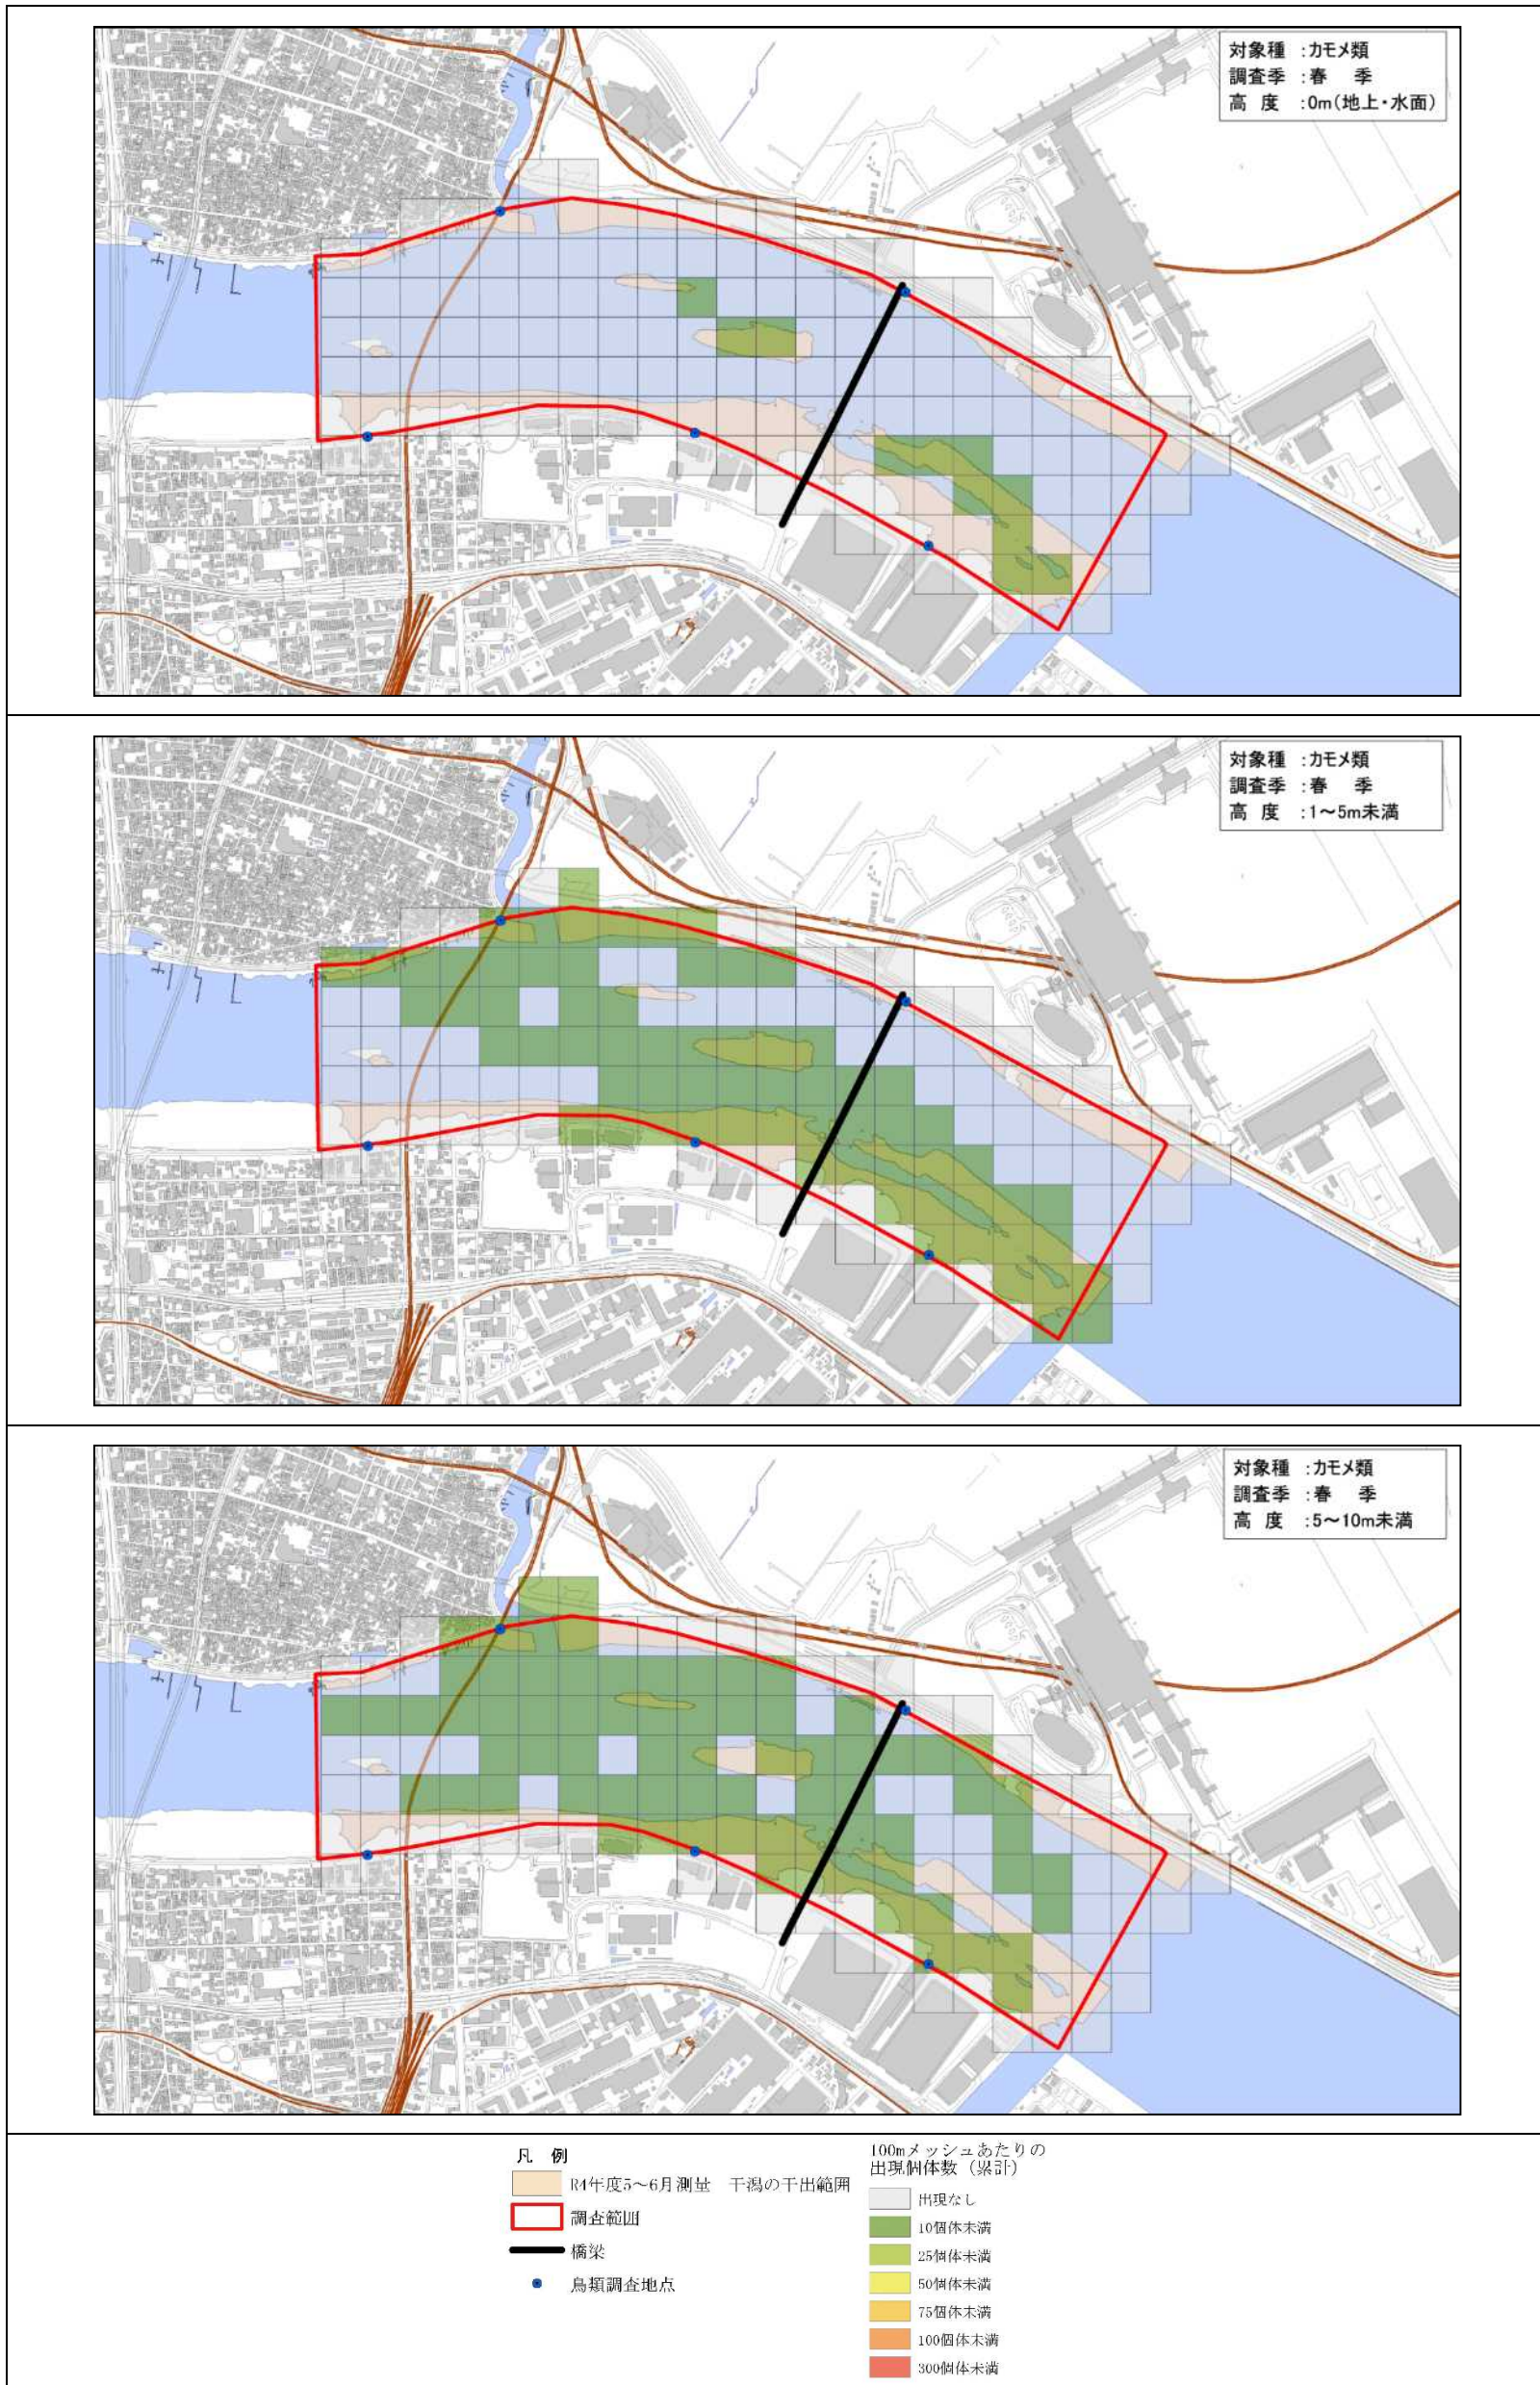 対象種 :カモメ類
調査季 :春 季
高 度 :0m(地上・水面)
対象種 :カモメ類
調査季 :春 季
高 度 :1～5m未満
対象種 :カモメ類
調査季 :春 季
高 度 :5～10m未満
凡 例
R4年度5～6月測量 干潟の干出範囲
調査範囲
橋梁
鳥類調査地点
100mメッシュあたりの
出現個体数（累計）
出現なし
10個体未満
25個体未満
50個体未満
75個体未満
100個体未満
300個体未満